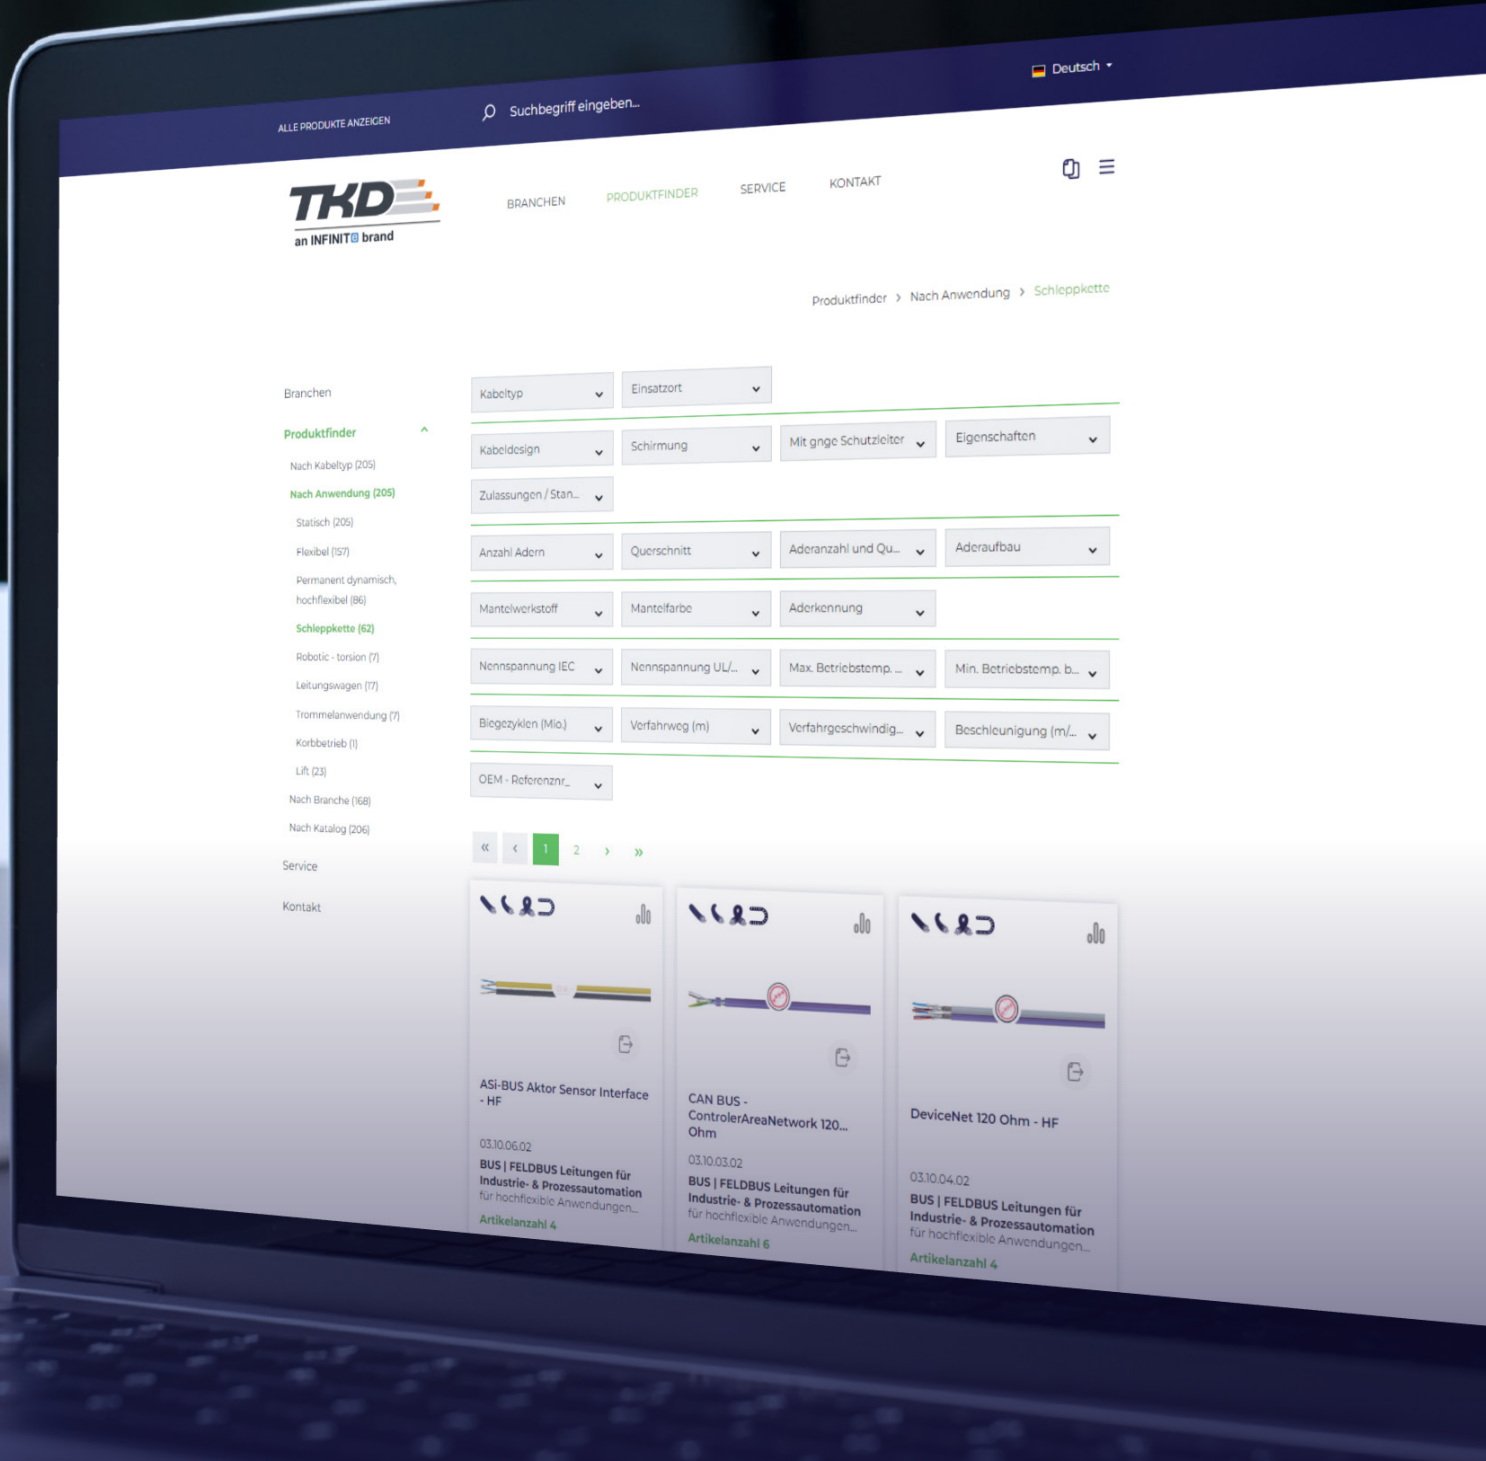 ALLE PRODUKTE ANZEIGEN
Suchbegriff eingeben...
Deutsch
TKD
an INFINITO brand
BRANCHEN
PRODUKTFINDER
SERVICE
KONTAKT
Produktfinder > Nach Anwendung > Schleppkette
Branchen
Produktfinder
Nach Kabeltyp (205)
Nach Anwendung (205)
Statisch (205)
Flexibel (157)
Permanent dynamisch,
hochflexibel (86)
Schleppkette (62)
Robotic - torsion (7)
Leitungswagen (17)
Trommelanwendung (7)
Korbbetrieb (1)
Lift (23)
Nach Branche (168)
Nach Katalog (206)
Service
Kontakt
Kabeltyp
Einsatzort
Kabeldesign
Schirmung
Mit gnge Schutzleiter
Eigenschaften
Zulassungen / Stan...
Anzahl Adern
Querschnitt
Aderanzahl und Qu...
Aderaufbau
Mantelwerkstoff
Mantelfarbe
Aderkennung
Nennspannung IEC
Nennspannung UL/...
Max. Betriebstemp. ...
Min. Betriebstemp. b...
Biegezyklen (Mio.)
Verfahrweg (m)
Verfahrgeschwindig...
Beschleunigung (m/...
OEM - Referenznr...
« ‹ 1 2 › »
ASi-BUS Aktor Sensor Interface
- HF
03.10.06.02
BUS | FELDBUS Leitungen für
Industrie- & Prozessautomation
für hochflexible Anwendungen...
Artikelanzahl 4
CAN BUS -
ControlerAreaNetwork 120...
Ohm
03.10.03.02
BUS | FELDBUS Leitungen für
Industrie- & Prozessautomation
für hochflexible Anwendungen...
Artikelanzahl 6
DeviceNet 120 Ohm - HF
03.10.04.02
BUS | FELDBUS Leitungen für
Industrie- & Prozessautomation
für hochflexible Anwendungen...
Artikelanzahl 4